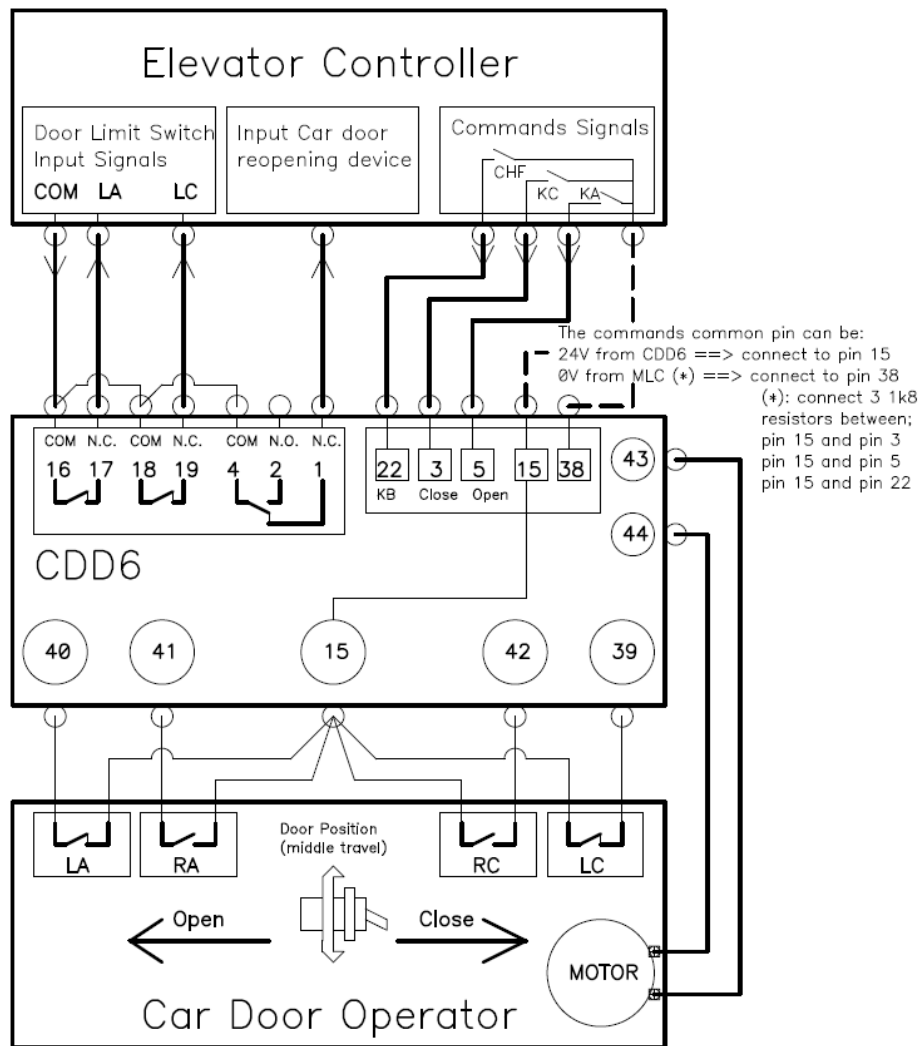 Elevator Controller
Door Limit Switch
Input Signals
COM LA LC
Input Car door
reopening device
Commands Signals
CHF
KC KA
The commands common pin can be:
24V from CDD6 ==> connect to pin 15
0V from MLC (*) ==> connect to pin 38
(*): connect 3 1k8
resistors between;
pin 15 and pin 3
pin 15 and pin 5
pin 15 and pin 22
COM N.C. COM N.C. COM N.O. N.C.
16 17 18 19 4 2 1
22 3 5 15 38
KB Close Open
43
44
CDD6
40 41 15 42 39
LA RA RC LC
Door Position
(middle travel)
Open Close
MOTOR
Car Door Operator